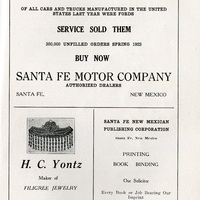 OF ALL CARS AND TRUCKS MANUFACTURED IN THE UNITED
STATES LAST YEAR WERE FORDS
SERVICE SOLD THEM
200,000 UNFILLED ORDERS SPRING 1923
BUY NOW
SANTA FE MOTOR COMPANY
AUTHORIZED DEALERS
SANTA FE, NEW MEXICO
H. C. Yontz
Maker of
FILIGREE JEWELRY
SANTA FE NEW MEXICAN
PUBLISHING CORPORATION
Santa Fe, New Mexico
PRINTING
BOOK BINDING
Our Solicitor
Every Book or Job Bearing Our
Imprint